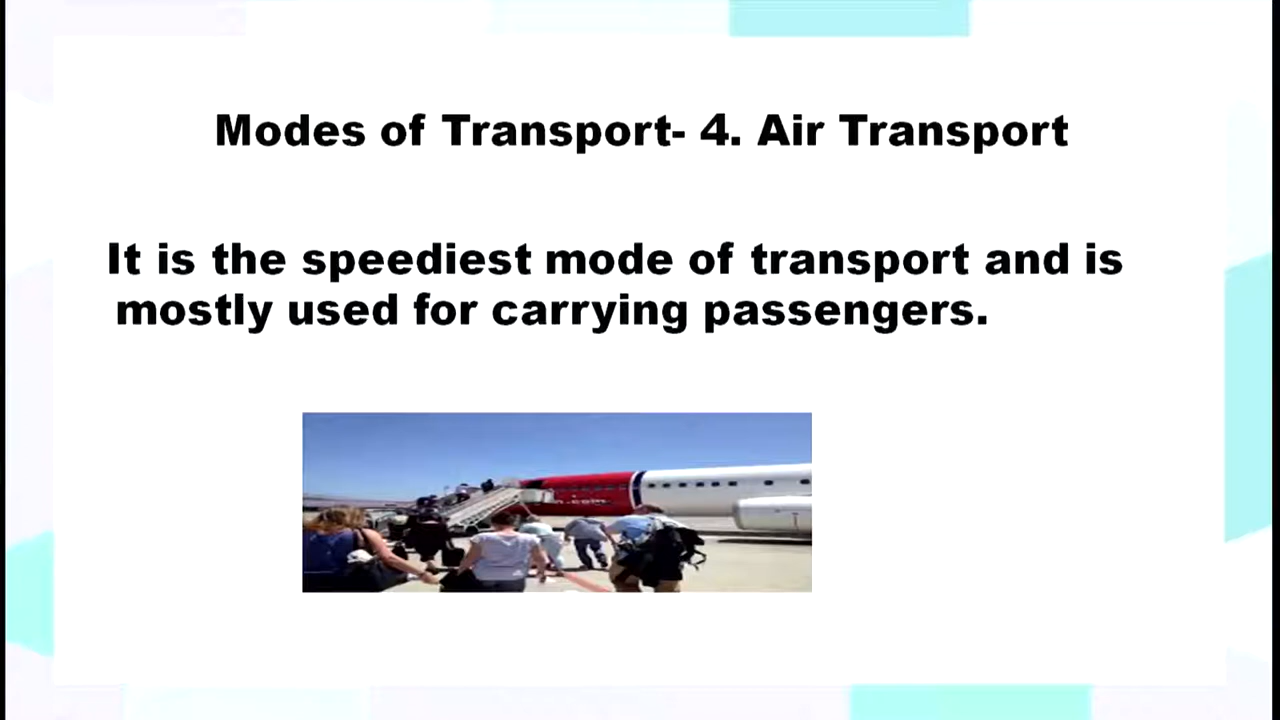 Modes of Transport- 4. Air Transport
It is the speediest mode of transport and is
mostly used for carrying passengers.